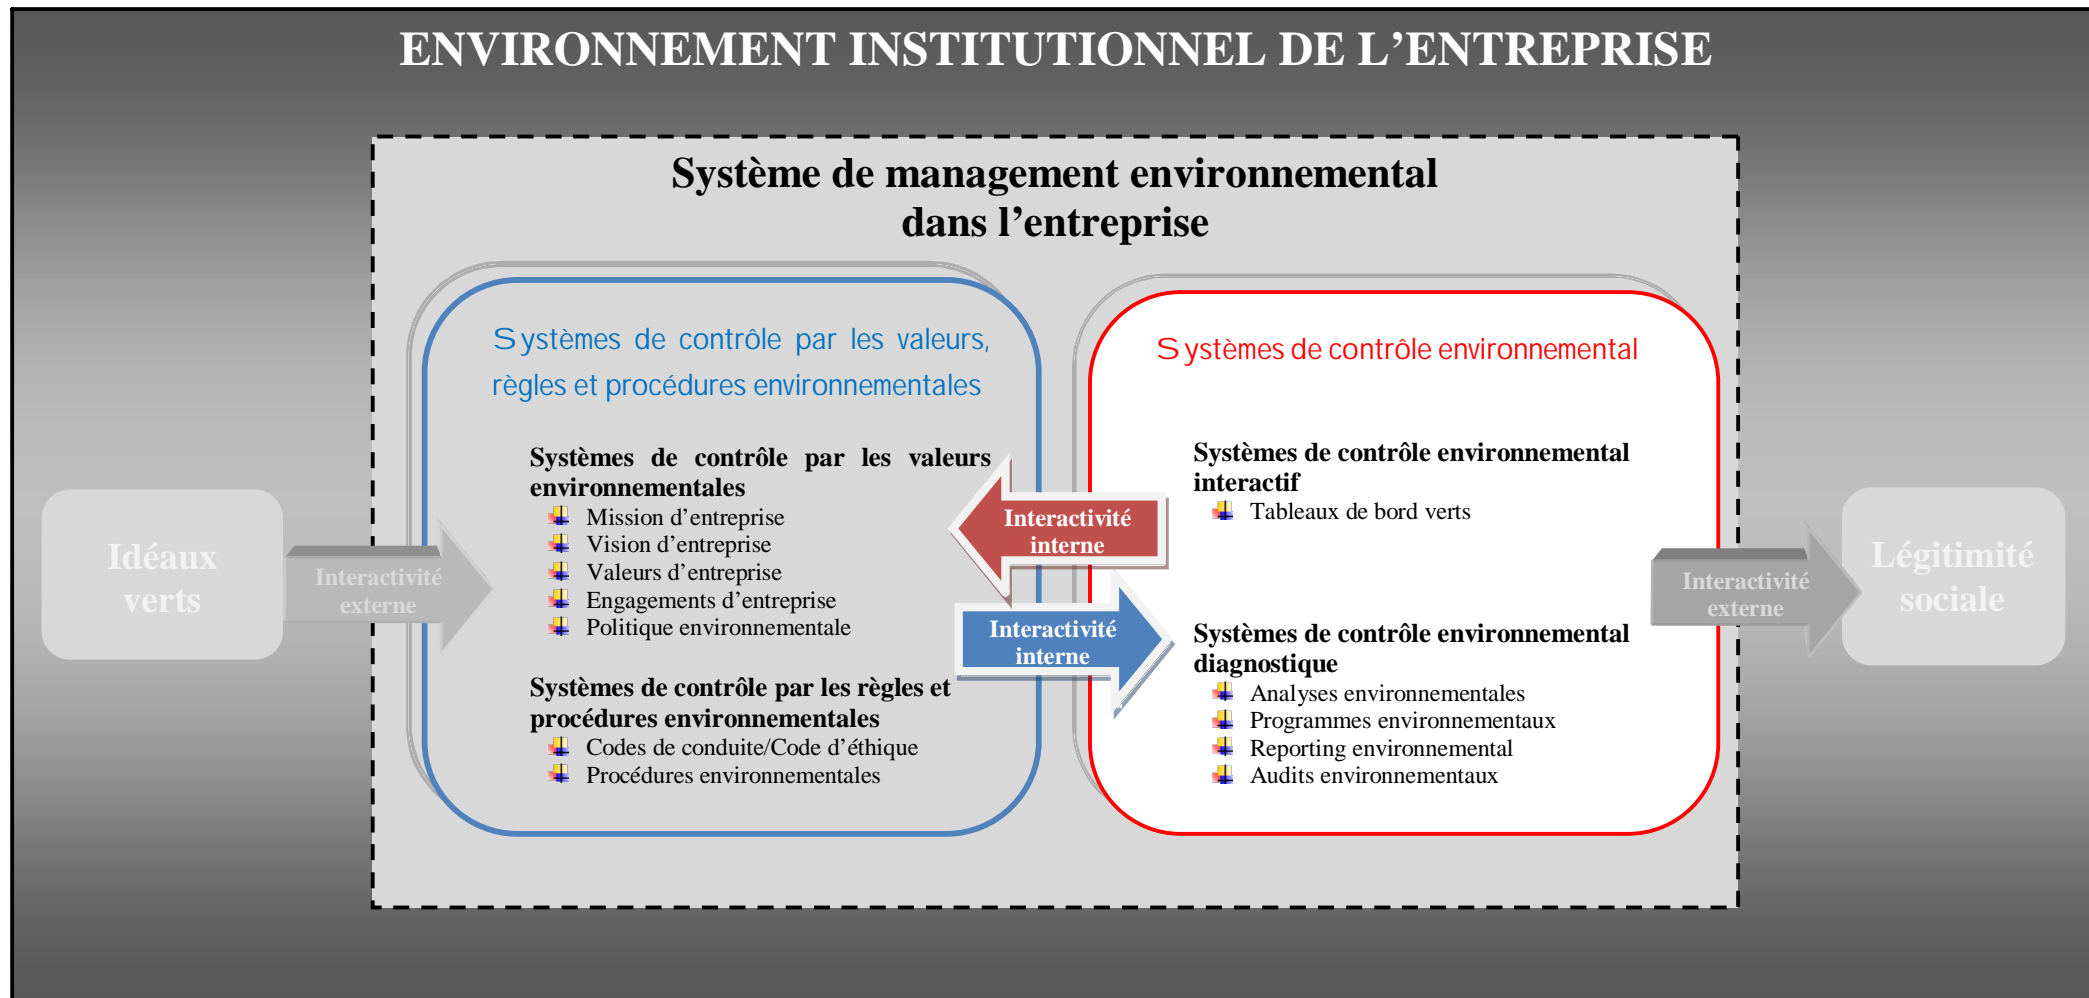 ENVIRONNEMENT INSTITUTIONNEL DE L’ENTREPRISE
Système de management environnemental
dans l’entreprise
Idéaux
verts
Interactivité
externe
Systèmes de contrôle par les valeurs,
règles et procédures environnementales
Systèmes de contrôle par les valeurs
environnementales
Mission d’entreprise
Vision d’entreprise
Valeurs d’entreprise
Engagements d’entreprise
Politique environnementale
Systèmes de contrôle par les règles et
procédures environnementales
Codes de conduite/Code d’éthique
Procédures environnementales
Interactivité
interne
Interactivité
interne
Systèmes de contrôle environnemental
Systèmes de contrôle environnemental
interactif
Tableaux de bord verts
Systèmes de contrôle environnemental
diagnostique
Analyses environnementales
Programmes environnementaux
Reporting environnemental
Audits environnementaux
Interactivité
externe
Légitimité
sociale